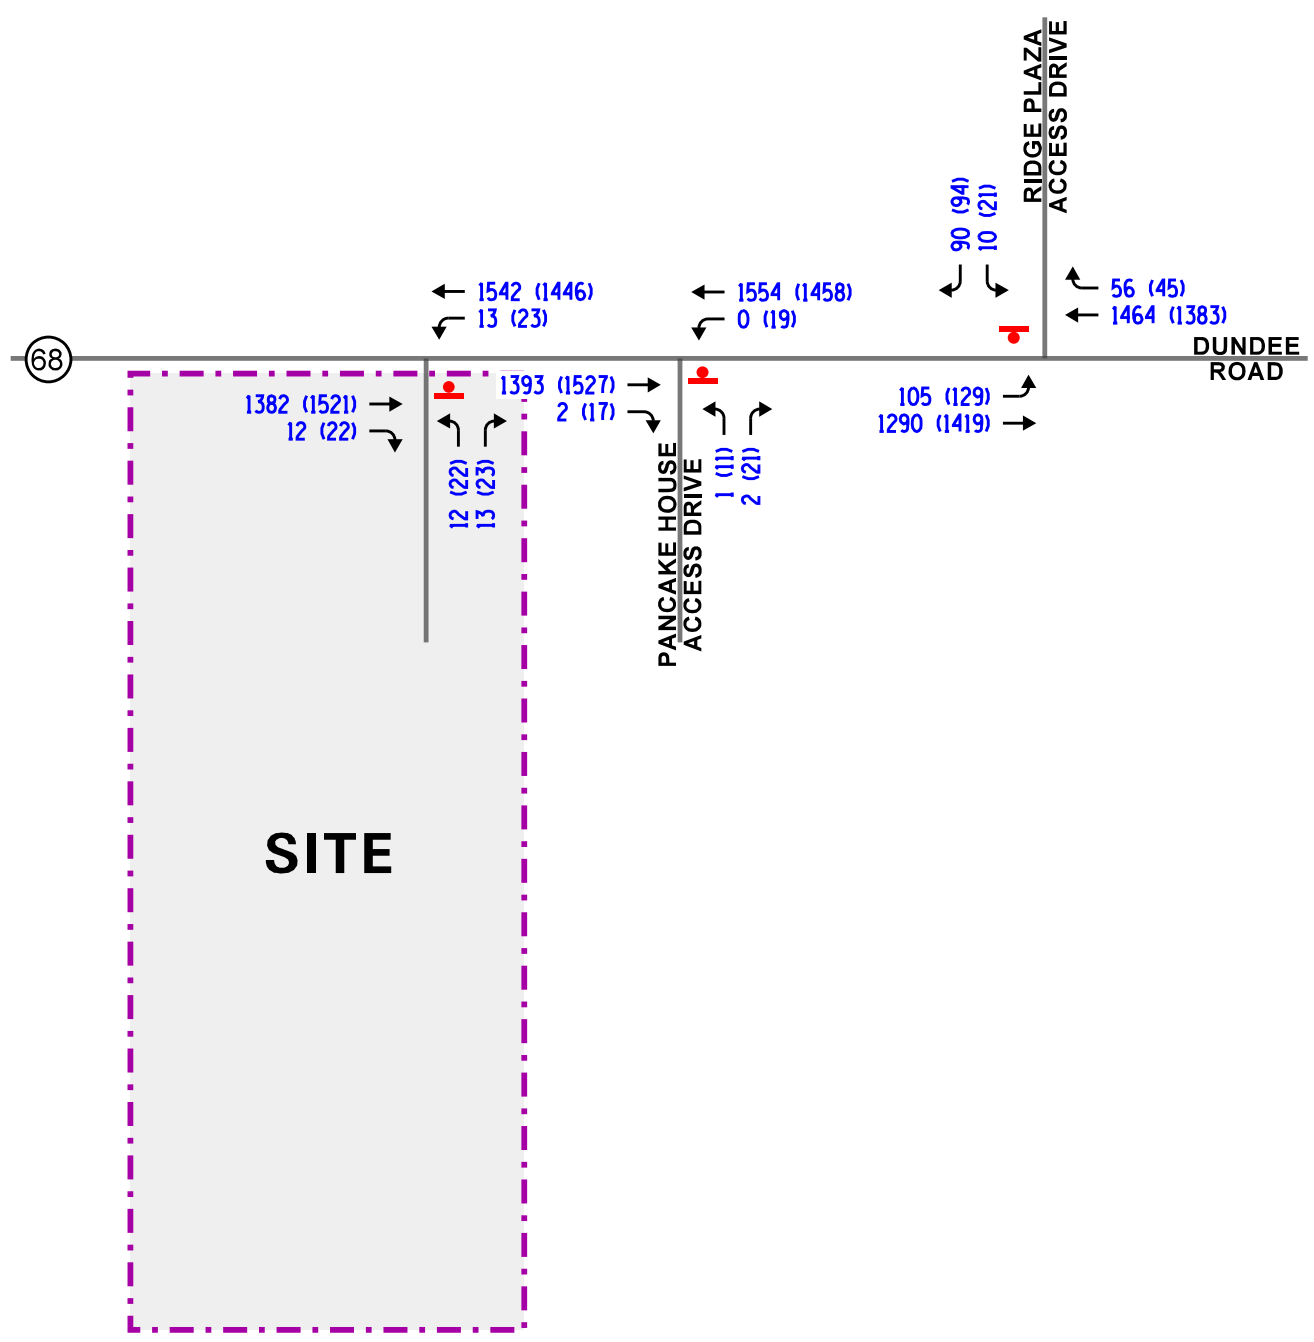 RIDGE PLAZA
ACCESS DRIVE
90 (94)
10 (21)
56 (45)
1464 (1383)
1542 (1446)
13 (23)
1554 (1458)
0 (19)
68
DUNDEE
ROAD
1382 (1521)
12 (22)
12 (22)
13 (23)
1393 (1527)
2 (17)
1 (11)
2 (21)
105 (129)
1290 (1419)
PANCAKE HOUSE
ACCESS DRIVE
SITE